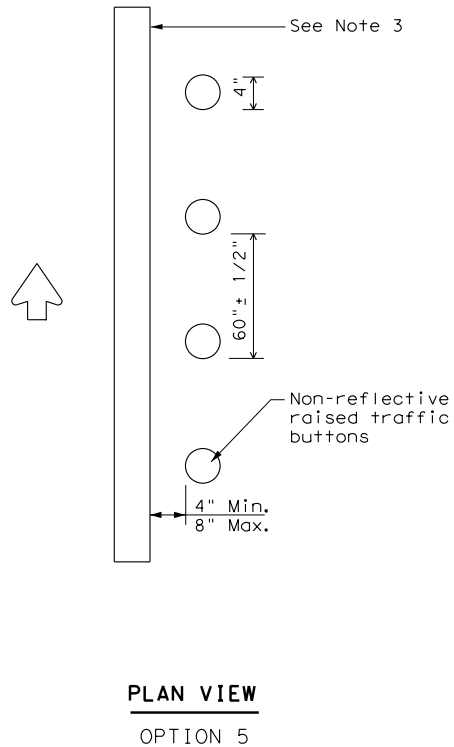 See Note 3
4"
60"± 1/2"
Non-reflective
raised traffic
buttons
4" Min.
8" Max.
PLAN VIEW
OPTION 5